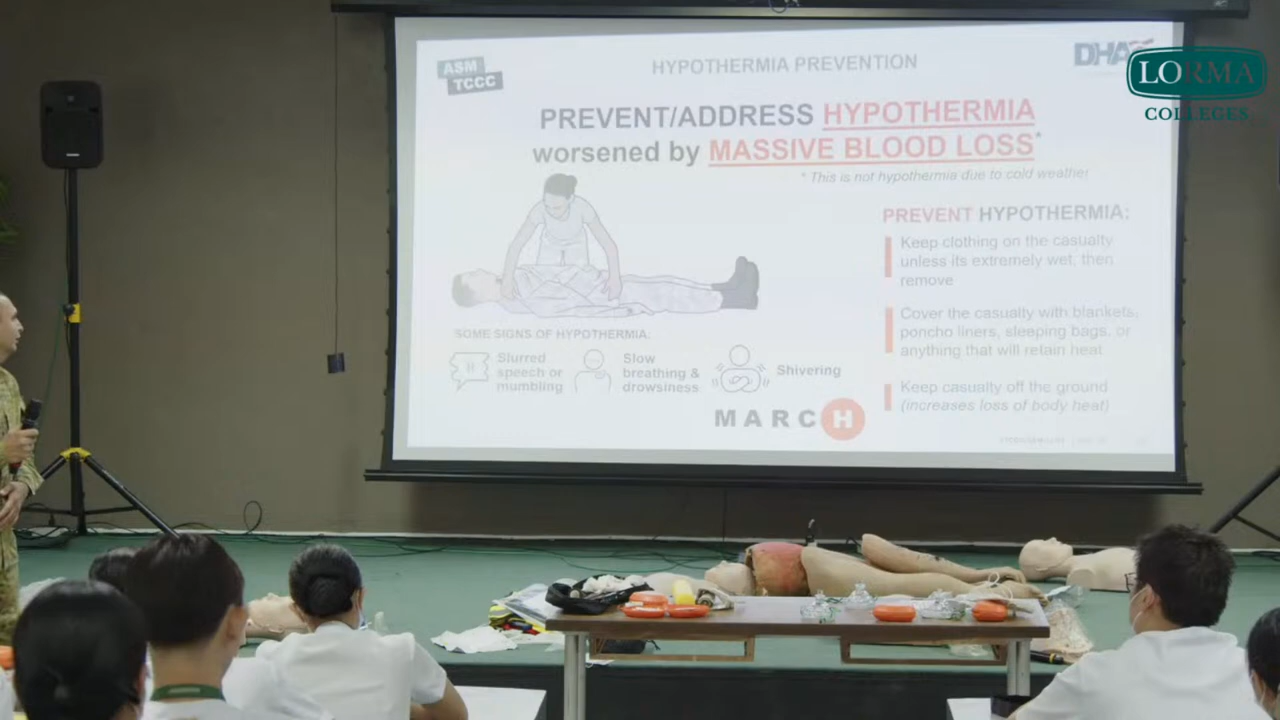 ASM
TCCC
HYPOTHERMIA PREVENTION
DHA
LORMA
COLLEGES
PREVENT/ADDRESS HYPOTHERMIA
worsened by MASSIVE BLOOD LOSS*
* This is not hypothermia due to cold weather
PREVENT HYPOTHERMIA:
Keep clothing on the casualty
unless its extremely wet, then
remove
Cover the casualty with blankets,
poncho liners, sleeping bags, or
anything that will retain heat
Keep casualty off the ground
(increases loss of body heat)
SOME SIGNS OF HYPOTHERMIA:
Slurred
speech or
mumbling
Slow
breathing &
drowsiness
Shivering
MARCH